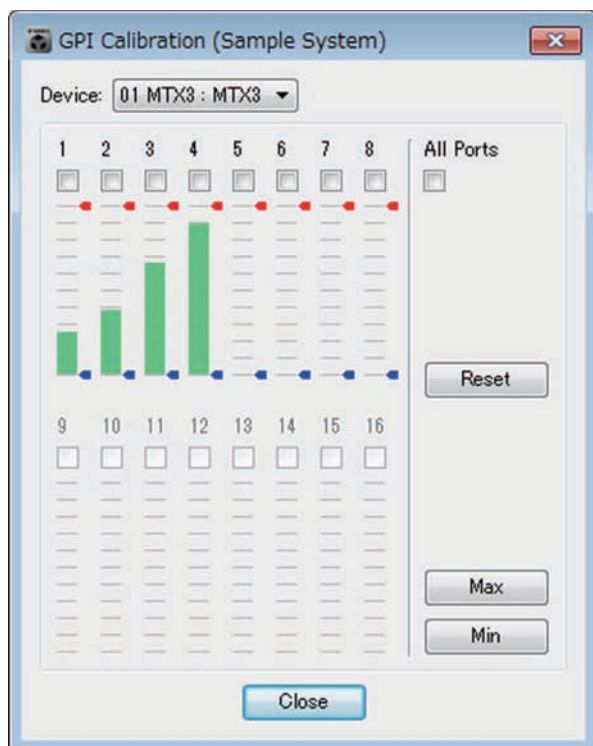 GPI Calibration (Sample System)
Device: 01 MTX3 : MTX3
1 2 3 4 5 6 7 8 All Ports
Reset
9 10 11 12 13 14 15 16
Max
Min
Close